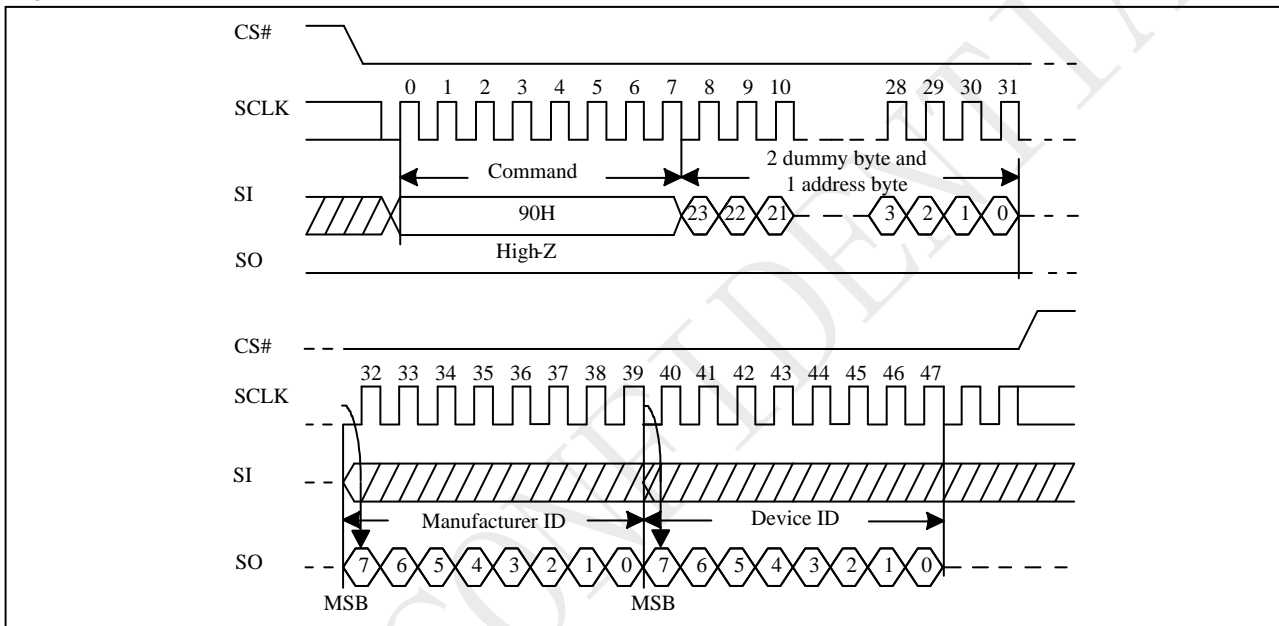 CS#
0 1 2 3 4 5 6 7 8 9 10 28 29 30 31
SCLK
Command
2 dummy byte and
1 address byte
SI
90H 23 22 21 3 2 1 0
High-Z
SO
CS#
32 33 34 35 36 37 38 39 40 41 42 43 44 45 46 47
SCLK
SI
Manufacturer ID Device ID
SO 7 6 5 4 3 2 1 0 7 6 5 4 3 2 1 0
MSB MSB
CONFIDENTIA